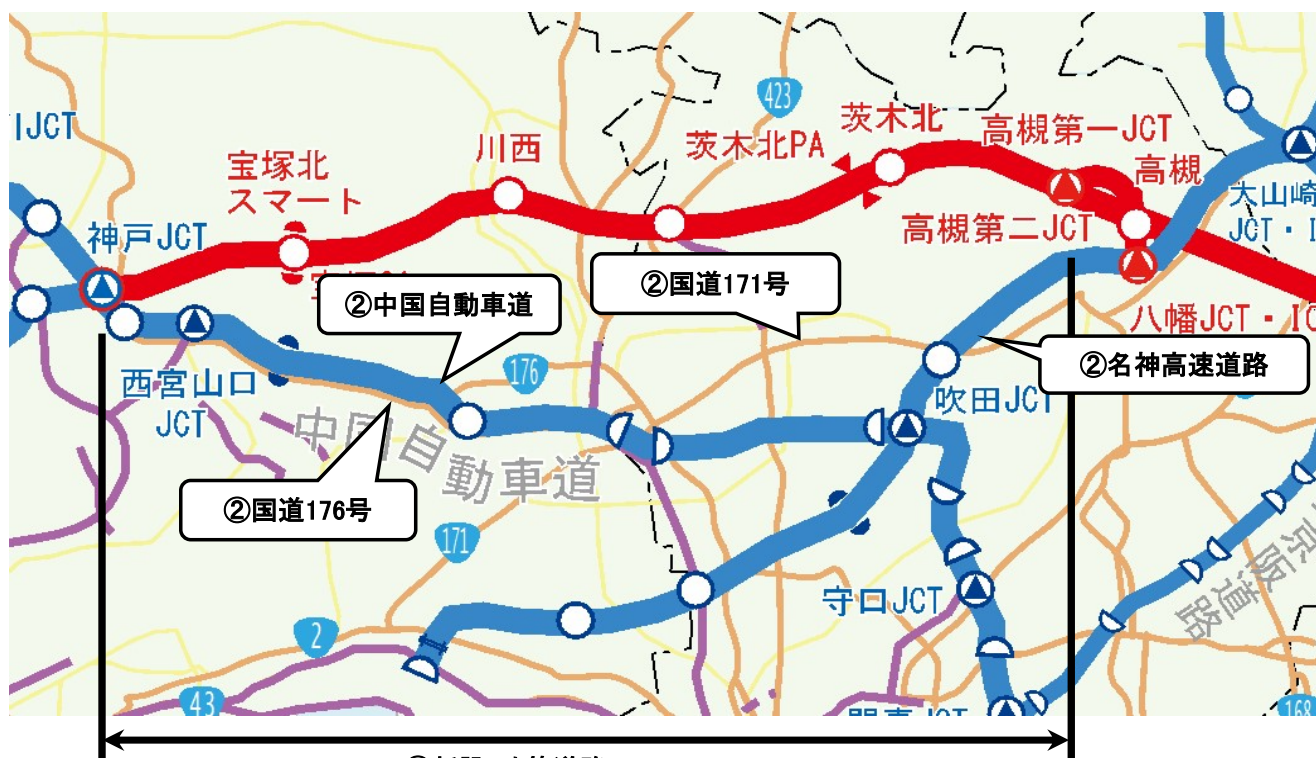 423
茨木北
高槻第一JCT
IJCT
茨木北PA
川西
宝塚北
スマート
高槻
大山崎
神戸JCT
高槻第二JCT
②国道171号
②中国自動車道
八幡JCT・IC
②名神高速道路
西宮山口
JCT
176
吹田JCT
中国自動車道
②国道176号
171
守口JCT
京阪道路
2
43
168